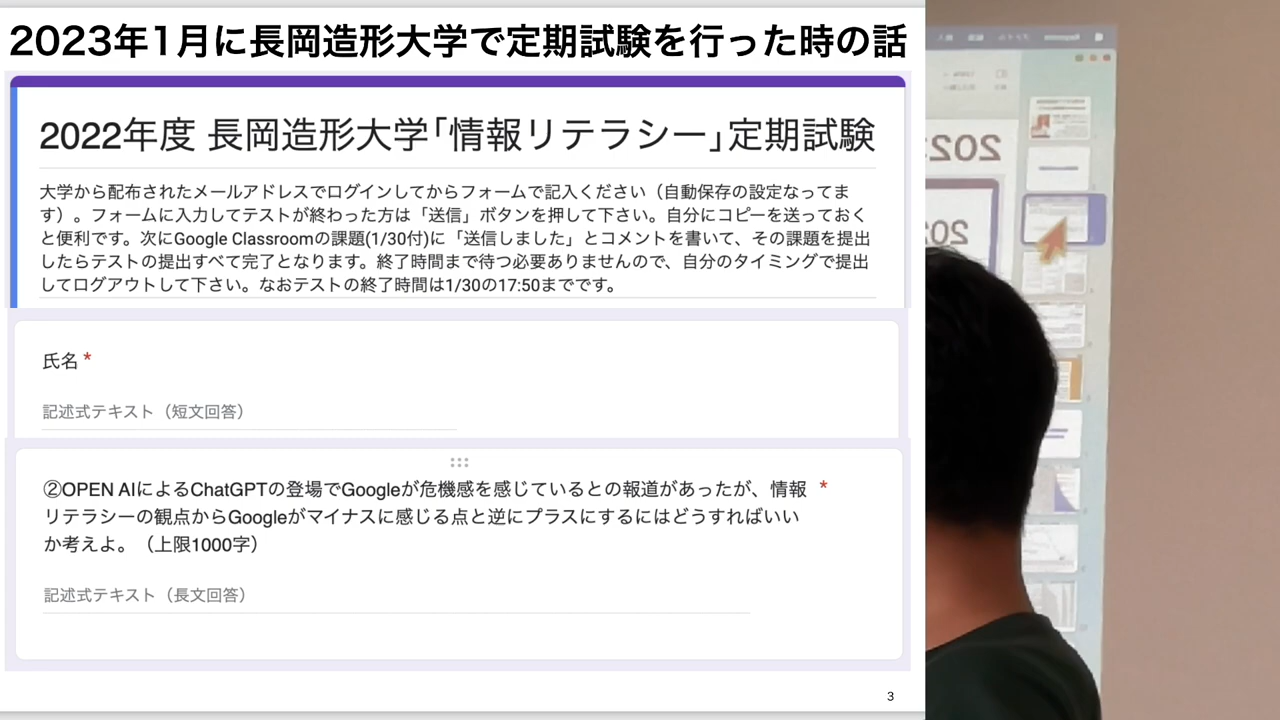 2023年1月に長岡造形大学で定期試験を行った時の話
2022年度 長岡造形大学｢情報リテラシー｣定期試験
大学から配布されたメールアドレスでログインしてからフォームで記入ください（自動保存の設定なってま
す）。フォームに入力してテストが終わった方は「送信」ボタンを押して下さい。自分にコピーを送っておく
と便利です。次にGoogle Classroomの課題(1/30付)に「送信しました」とコメントを書いて、その課題を提出
したらテストの提出すべて完了となります。終了時間まで待つ必要ありませんので、自分のタイミングで提出
してログアウトして下さい。なおテストの終了時間は1/30の17:50までです。
氏名 *
記述式テキスト（短文回答）
②OPEN AIによるChatGPTの登場でGoogleが危機感を感じているとの報道があったが、情報 *
リテラシーの観点からGoogleがマイナスに感じる点と逆にプラスにするにはどうすればいい
か考えよ。（上限1000字）
記述式テキスト（長文回答）
3
202
202